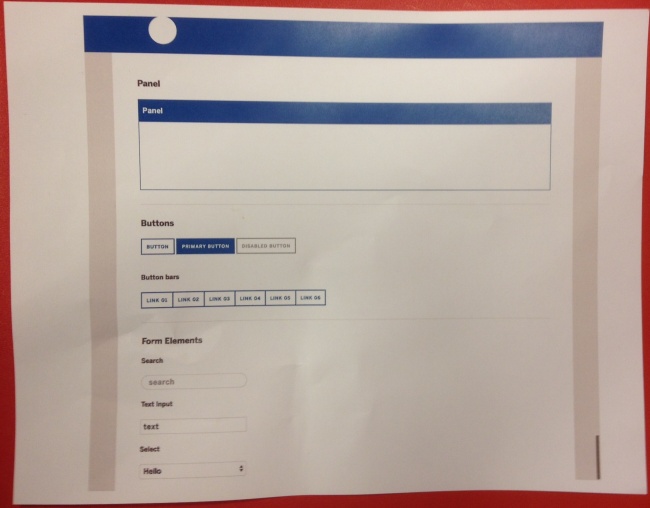 Panel
Panel
Buttons
BUTTON PRIMARY BUTTON DISABLED BUTTON
Button bars
LINK 01 LINK 02 LINK 03 LINK 04 LINK 05 LINK 06
Form Elements
Search
search
Text Input
text
Select
Hello